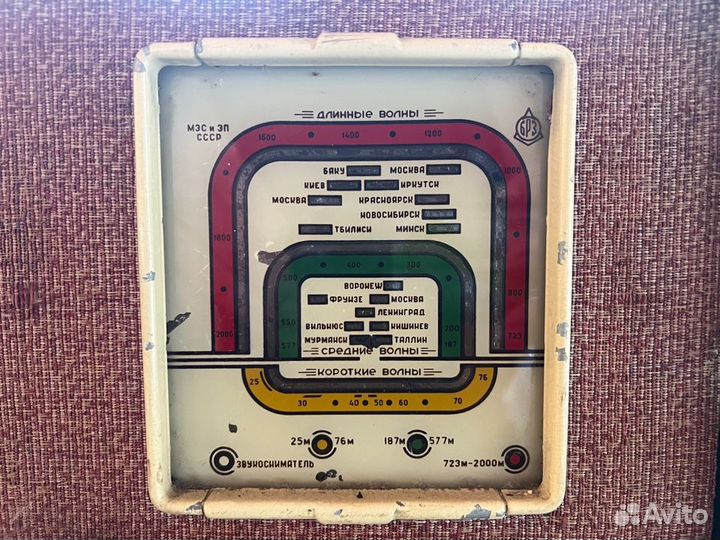 ДЛИННЫЕ ВОЛНЫ
МЭС и ЭП
СССР
БРЗ
1600 1400 1200
1000
1800
800
2000
723
БАКУ МОСКВА
КИЕВ ИРКУТСК
МОСКВА КРАСНОЯРСК
НОВОСИБИРСК
ТБИЛИСИ МИНСК
400 300
500
550
577
200
187
ВОРОНЕЖ
ФРУНЗЕ МОСКВА
ЛЕНИНГРАД
ВИЛЬНЮС КИШИНЕВ
МУРМАНСК ТАЛЛИН
СРЕДНИЕ ВОЛНЫ
КОРОТКИЕ ВОЛНЫ
25 76
30 40 50 60 70
25М 76М 187М 577М
ЗВУКОСНИМАТЕЛЬ 723М-2000М
Avito